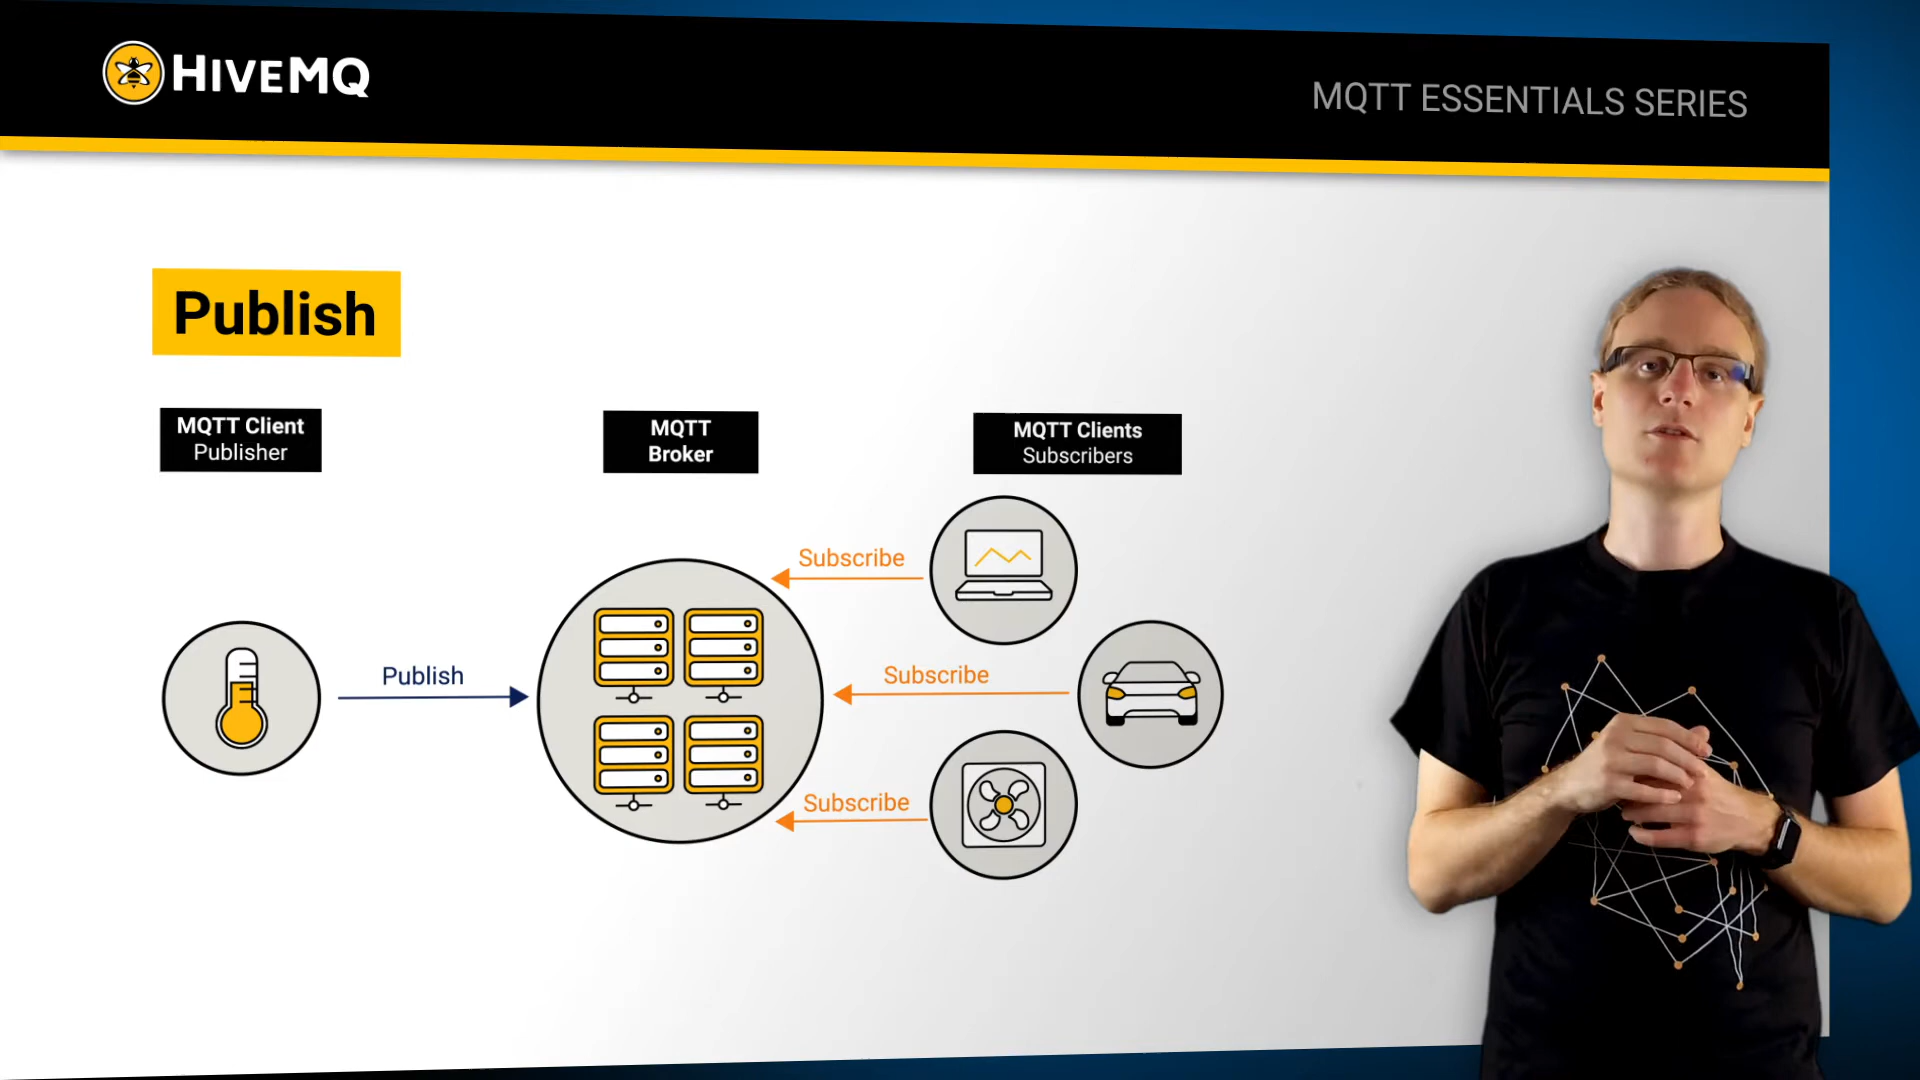 HIVEMQ
MQTT ESSENTIALS SERIES
Publish
MQTT Client
Publisher
MQTT
Broker
MQTT Clients
Subscribers
Subscribe
Publish
Subscribe
Subscribe